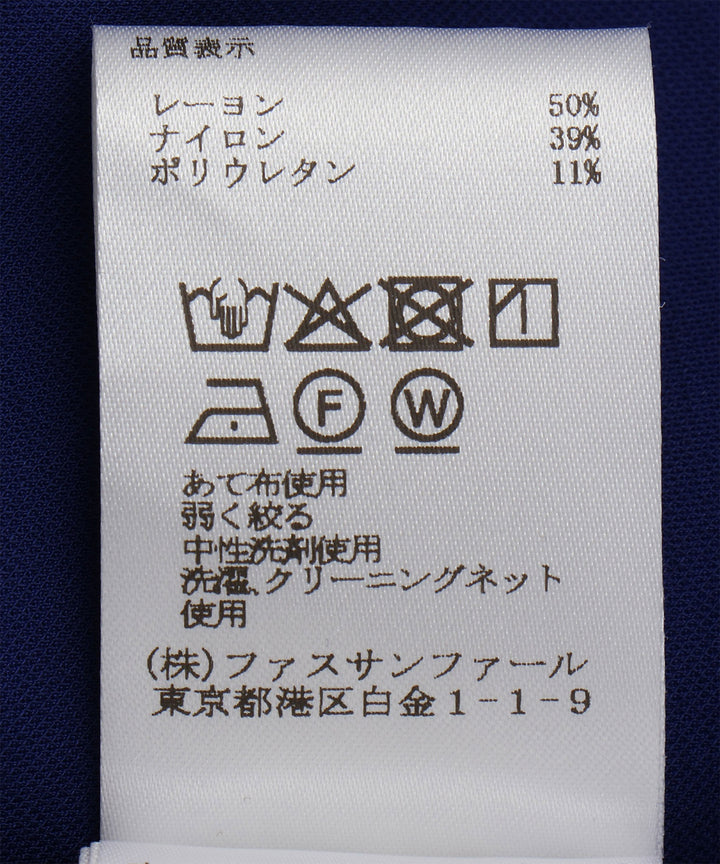 品質表示
レーヨン 50%
ナイロン 39%
ポリウレタン 11%
F W
あて布使用
弱く絞る
中性洗剤使用
洗濯、クリーニングネット
使用
(株)ファスサンファール
東京都港区白金1-1-9